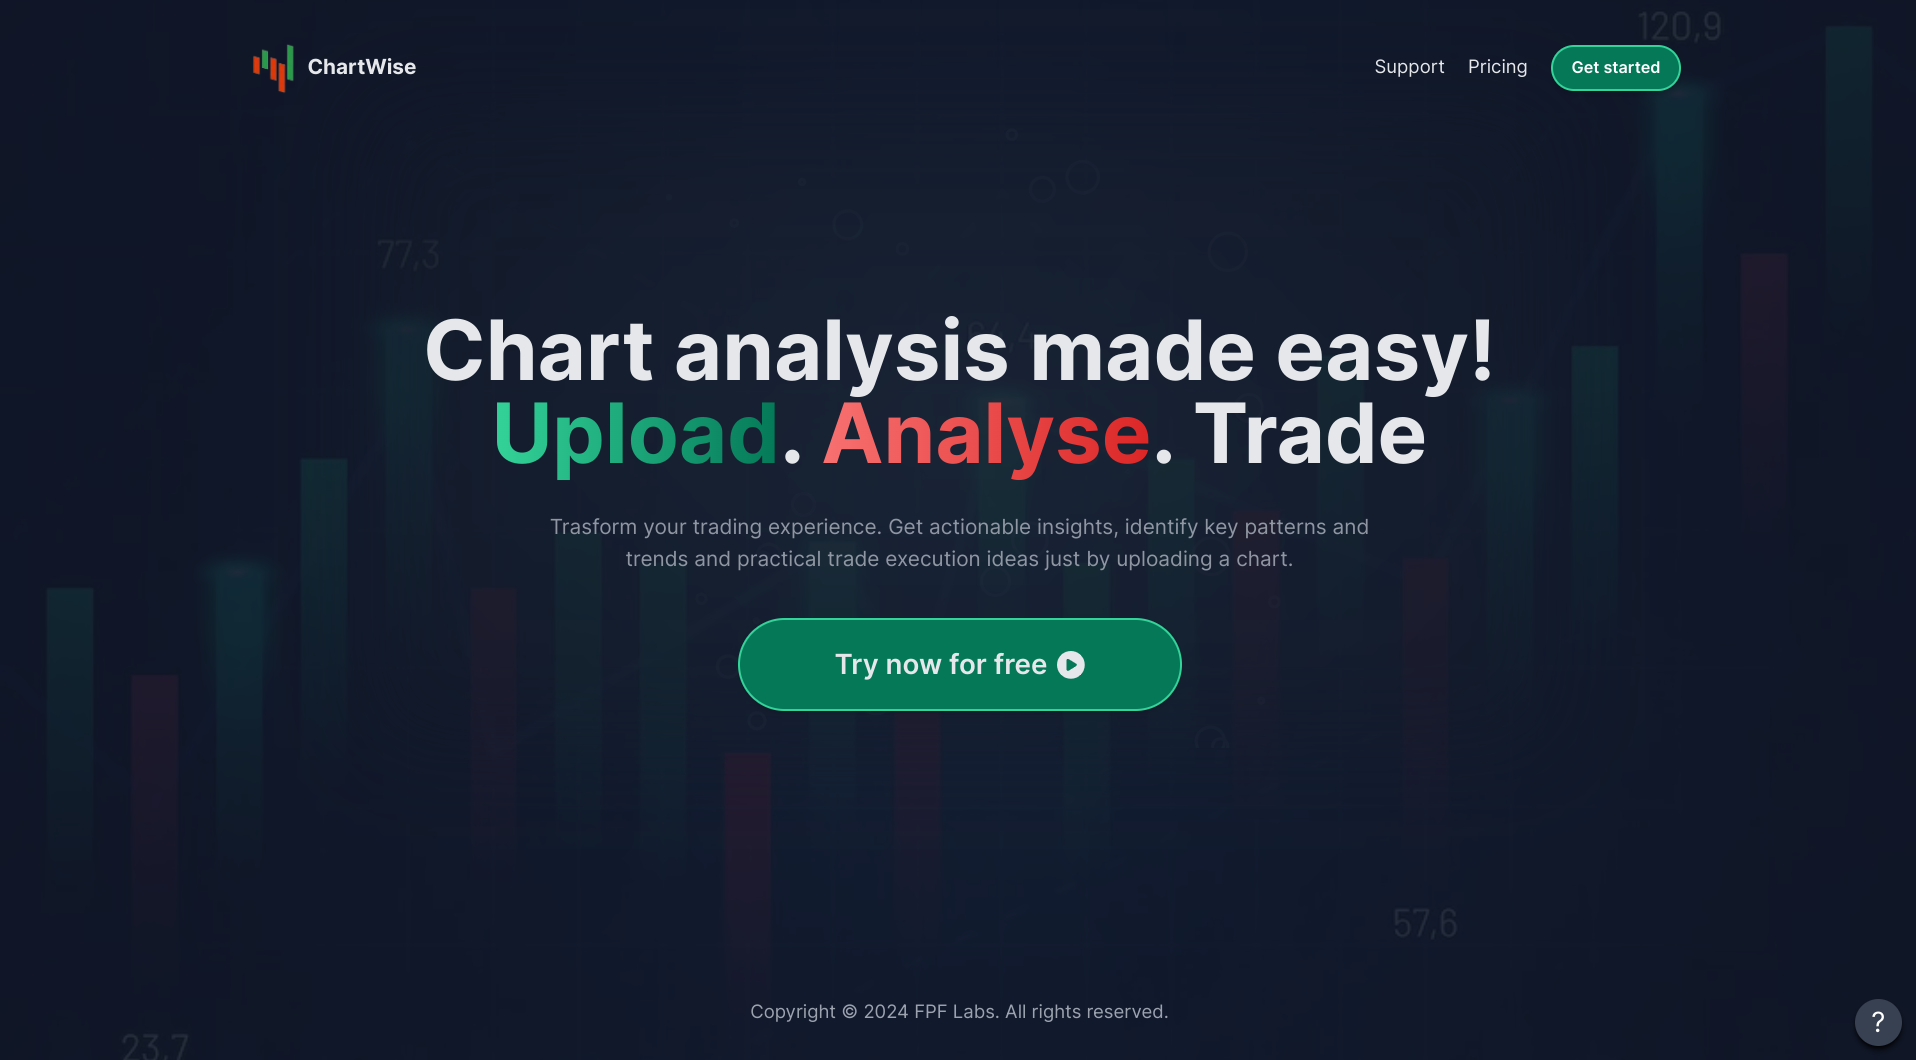 120,9
ChartWise
Support
Pricing
Get started
77,3
Chart analysis made easy!
Upload. Analyse. Trade
Trasform your trading experience. Get actionable insights, identify key patterns and
trends and practical trade execution ideas just by uploading a chart.
Try now for free
57,6
Copyright © 2024 FPF Labs. All rights reserved.
?
23,7